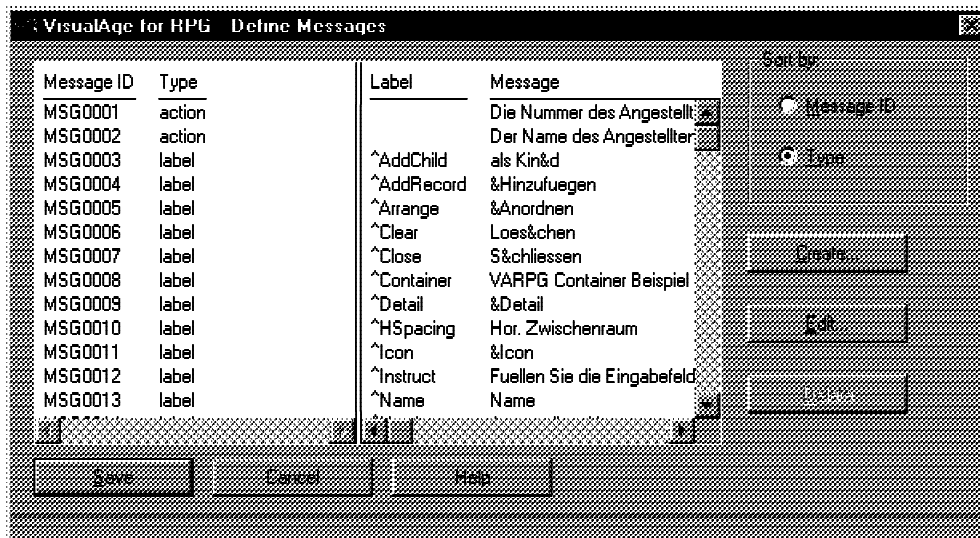 VisualAge for RPG - Define Messages
Message ID Type Label Message
MSG0001 action Die Nummer des Angestellt
MSG0002 action Der Name des Angestellter
MSG0003 label ^AddChild als Kin&d
MSG0004 label ^AddRecord &Hinzufuegen
MSG0005 label ^Arrange &Anordnen
MSG0006 label ^Clear Loes&chen
MSG0007 label ^Close S&chliessen
MSG0008 label ^Container VARPG Container Beispiel
MSG0009 label ^Detail &Detail
MSG0010 label ^HSpacing Hor. Zwischenraum
MSG0011 label ^Icon &Icon
MSG0012 label ^Instruct Fuellen Sie die Eingabefeld
MSG0013 label ^Name Name
Sort by:
Message ID
Type
Create...
Edit...
Delete
Save Cancel Help